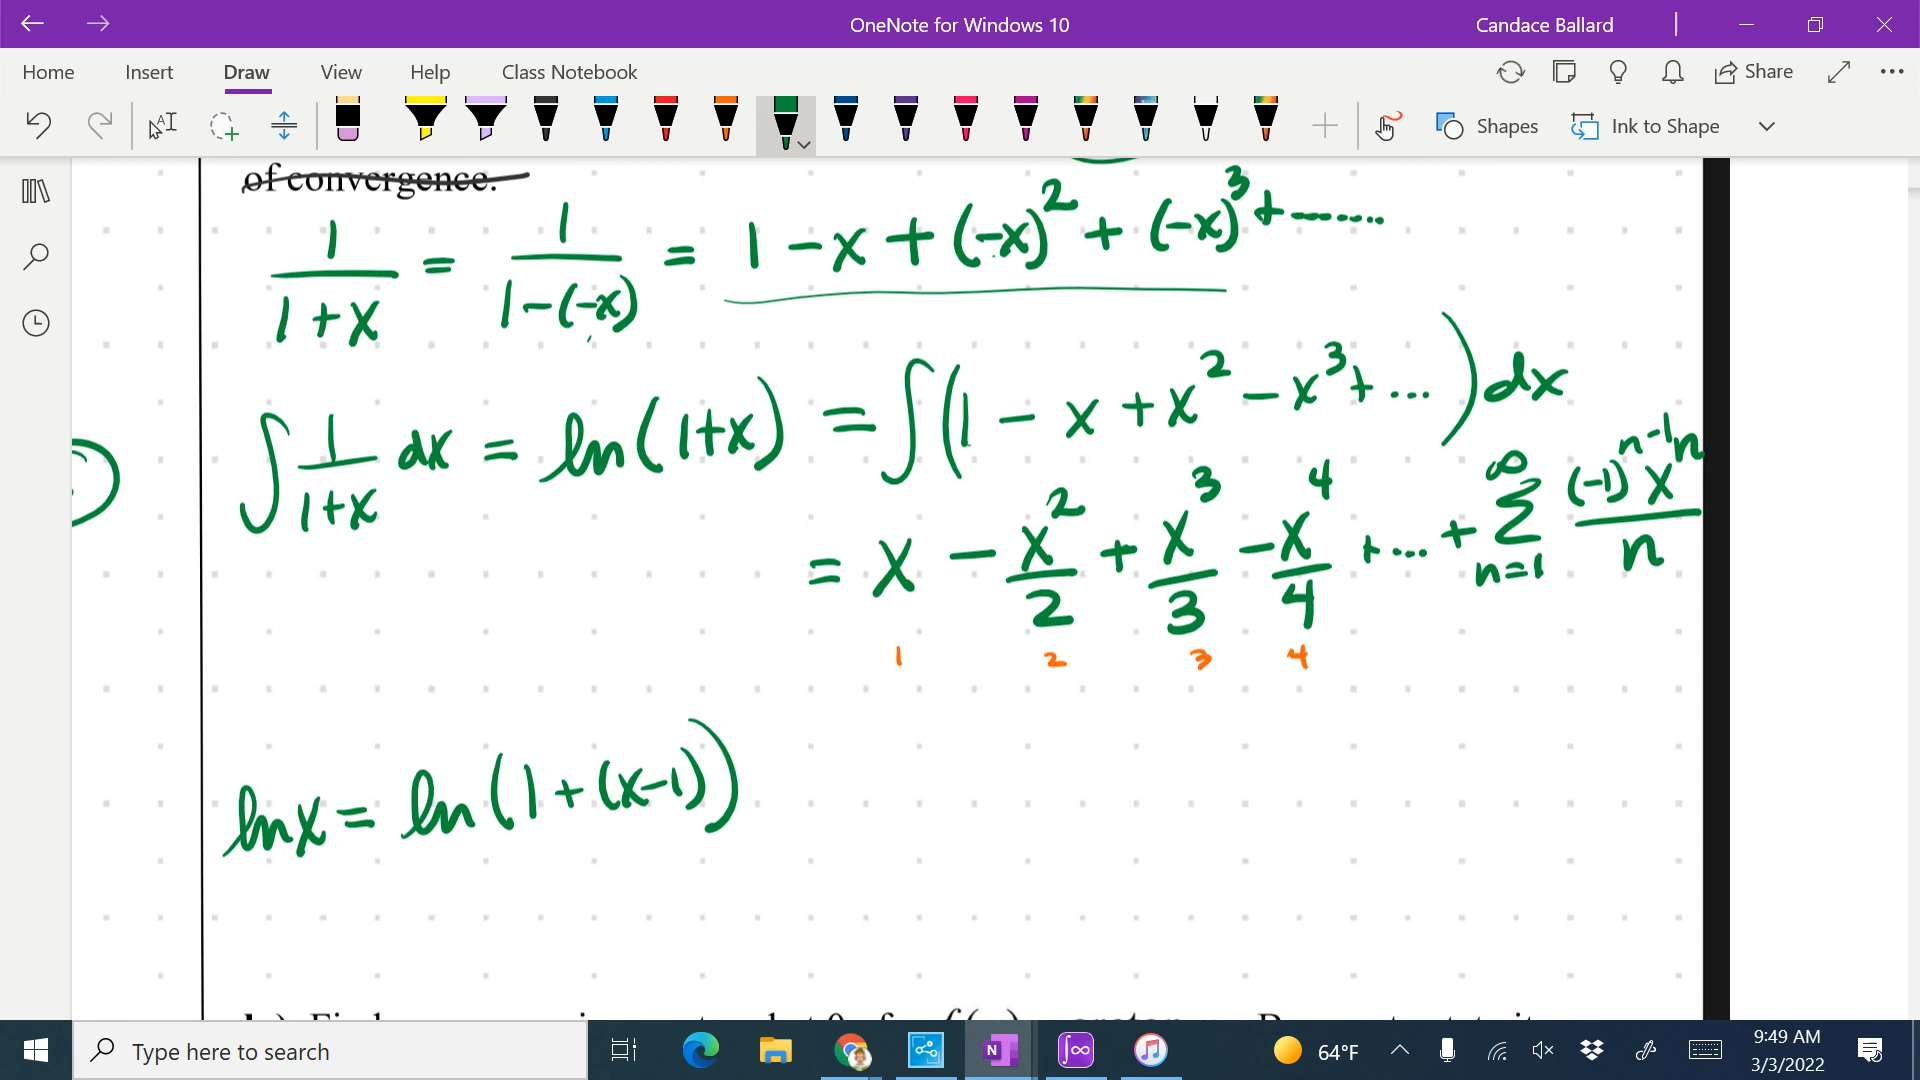 OneNote for Windows 10
Candace Ballard
Home Insert Draw View Help Class Notebook
Share
Shapes Ink to Shape
of convergence.
1/(1+x) = 1/(1-(-x)) = 1 - x + (-x)^2 + (-x)^3 + -......
∫ 1/(1+x) dx = ln(1+x) = ∫(1 - x + x^2 - x^3 + ...) dx
= x - x^2/2 + x^3/3 - x^4/4 + ... + ∑_{n=1}^{∞} (-1)^{n-1} x^n / n
1 2 3 4
ln x = ln(1 + (x-1))
Type here to search
64°F
9:49 AM
3/3/2022